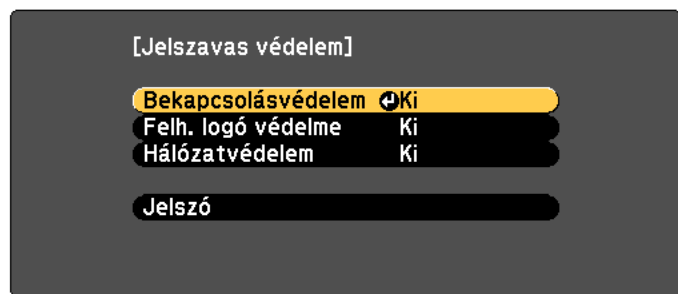 [Jelszavas védelem]
Bekapcsolásvédelem Ki
Felh. logó védelme Ki
Hálózatvédelem Ki
Jelszó